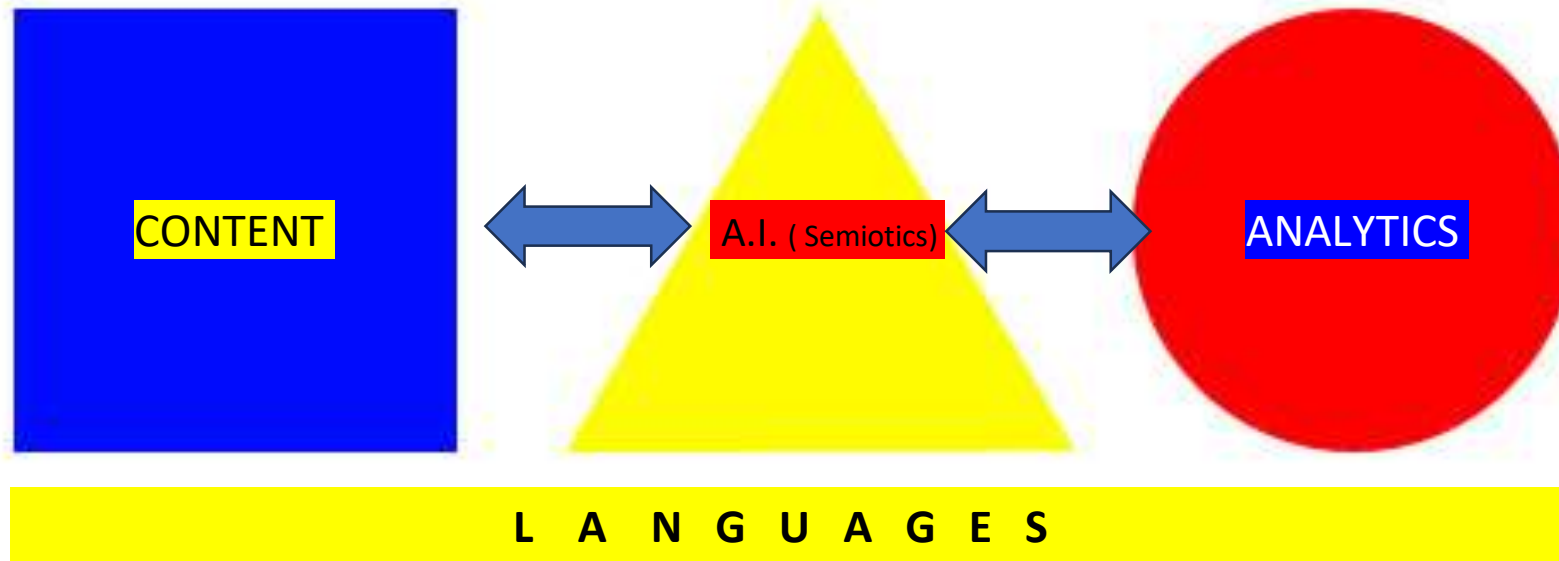 CONTENT
A.I. ( Semiotics)
ANALYTICS
L A N G U A G E S